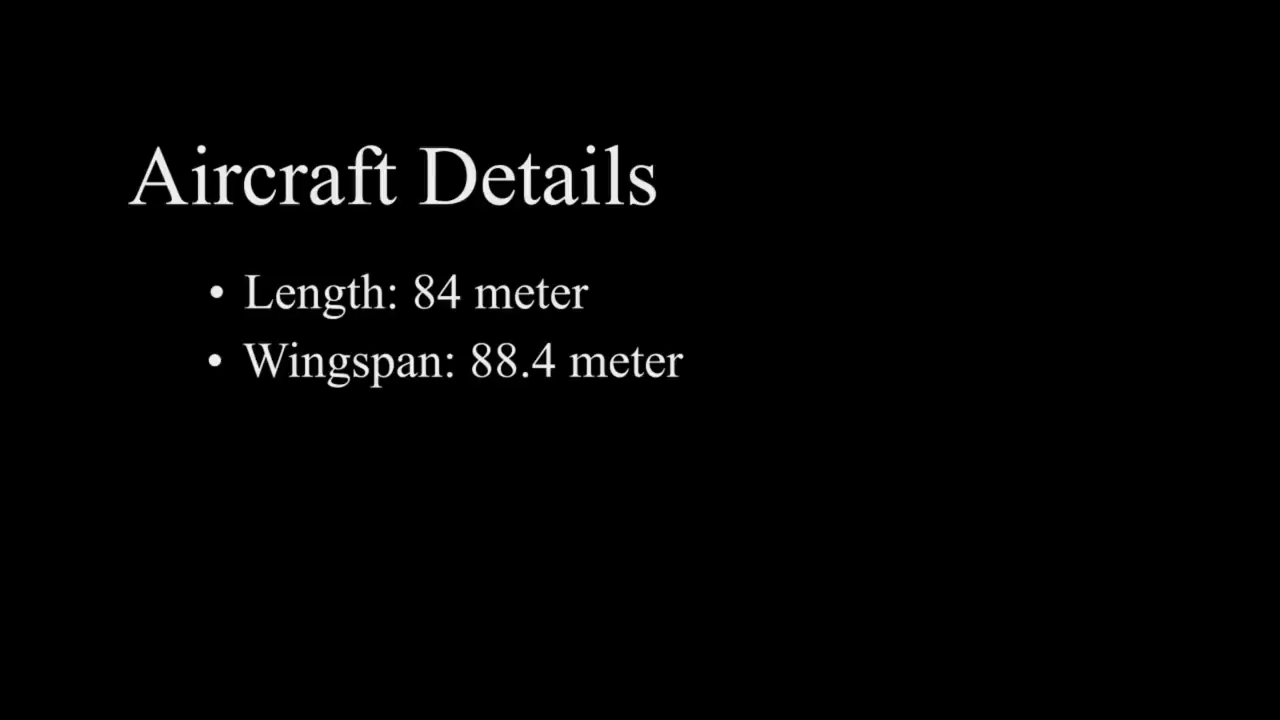 Aircraft Details
• Length: 84 meter
• Wingspan: 88.4 meter